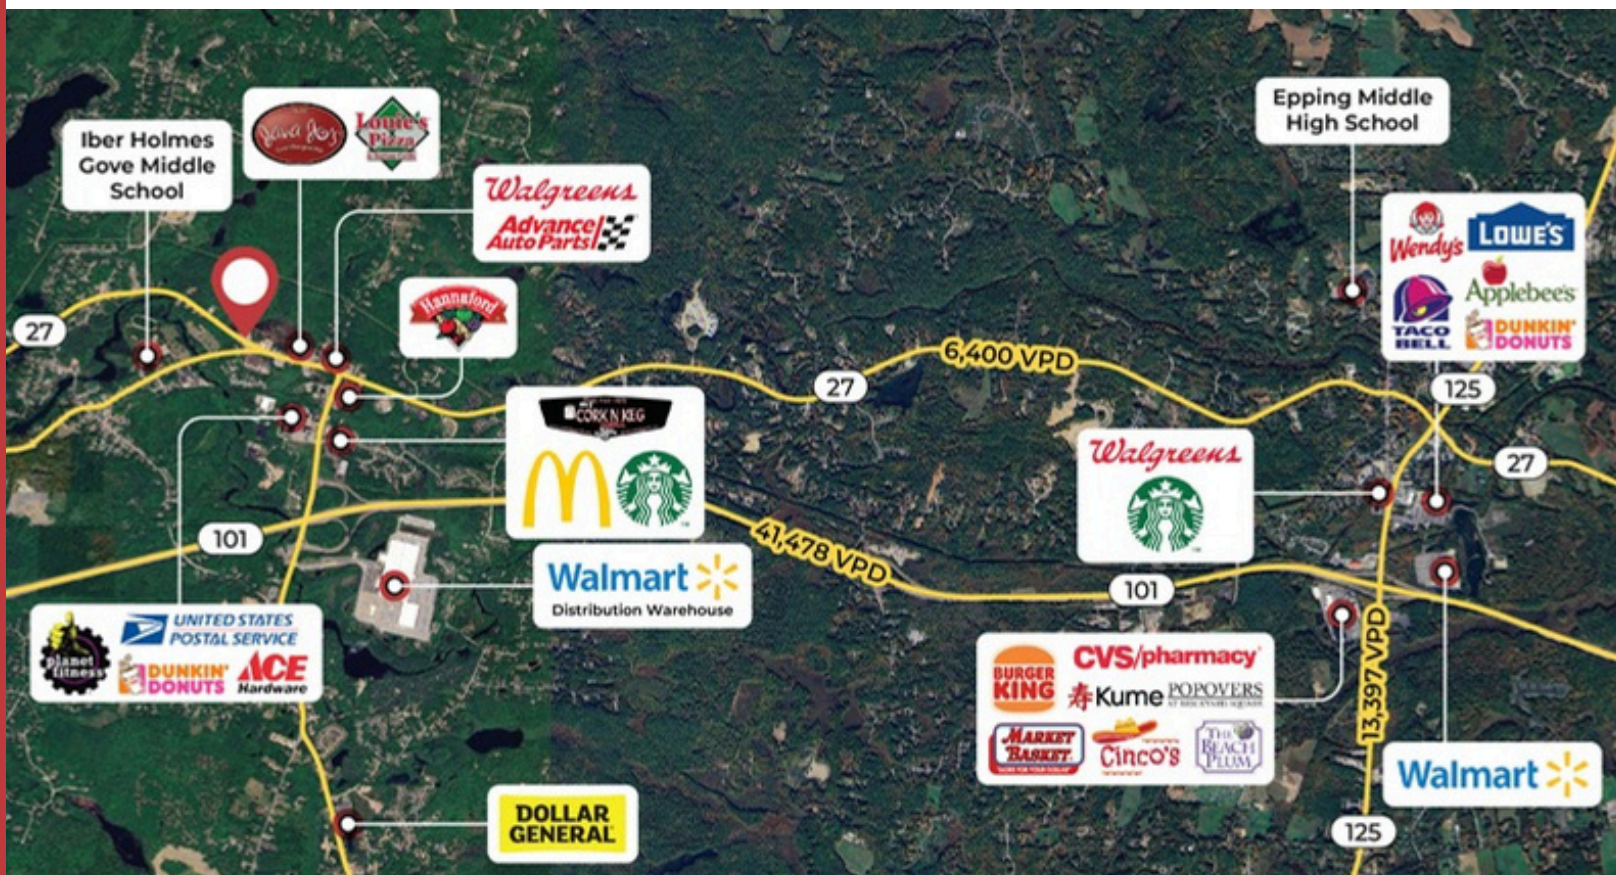 Iber Holmes
Gove Middle
School
Java Joe's
Louie's
Pizza
Walgreens
Advance
Auto Parts
Hannaford
Epping Middle
High School
Wendy's
LOWE'S
TACO
BELL
Applebee's
DUNKIN'
DONUTS
27
6,400 VPD
27
125
27
CORK N KEG
Walgreens
101
41,478 VPD
101
Walmart
Distribution Warehouse
planet
fitness
UNITED STATES
POSTAL SERVICE
DUNKIN'
DONUTS
ACE
Hardware
BURGER
KING
CVS/pharmacy
寿 Kume
POPOVERS
MARKET
BASKET
CINCO'S
THE
BEACH
PLUM
13,397 VPD
Walmart
DOLLAR
GENERAL
125